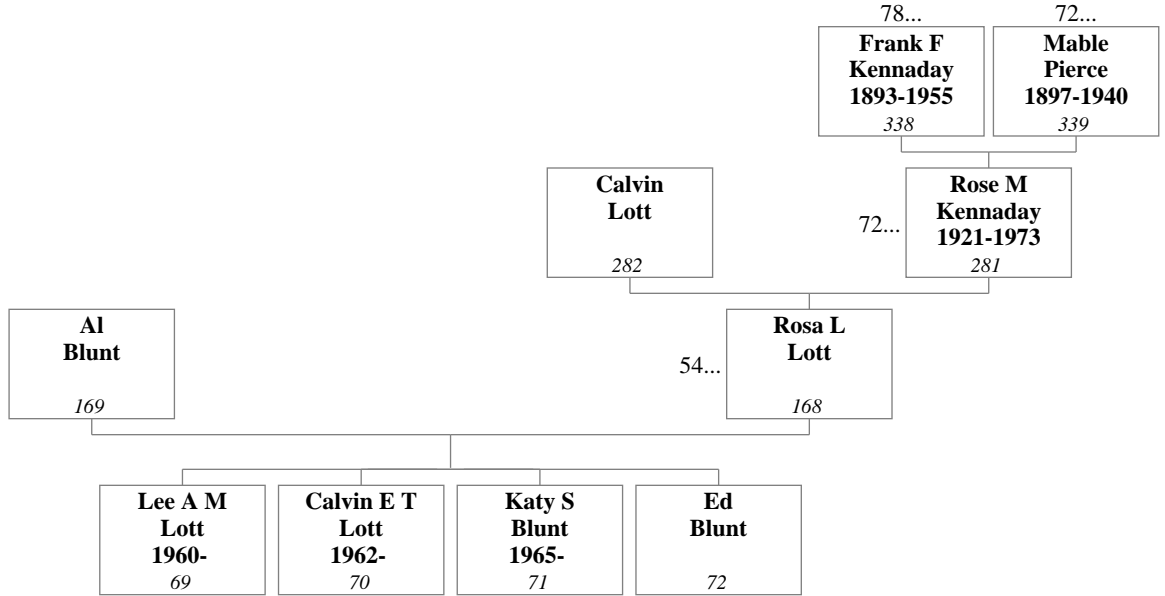 78...
72...
Frank F
Kennaday
1893-1955
338
Mable
Pierce
1897-1940
339
Calvin
Lott
282
72...
Rose M
Kennaday
1921-1973
281
Al
Blunt
169
54...
Rosa L
Lott
168
Lee A M
Lott
1960-
69
Calvin E T
Lott
1962-
70
Katy S
Blunt
1965-
71
Ed
Blunt
72